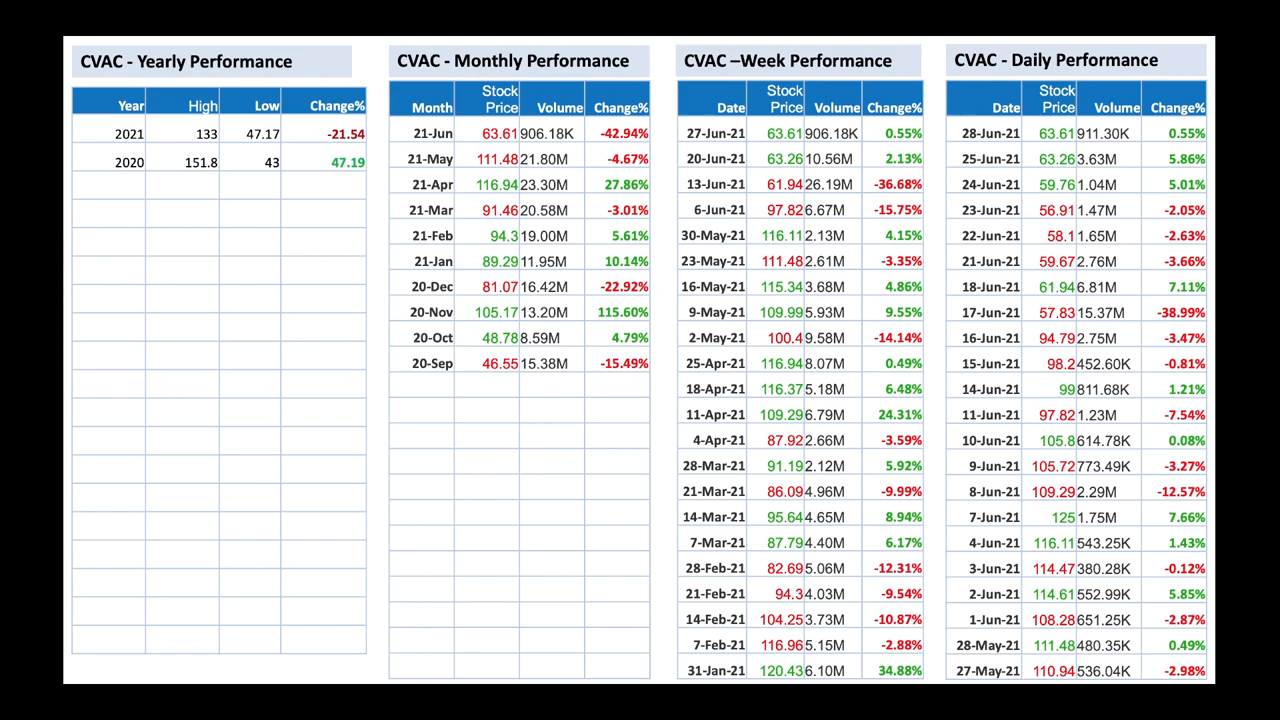 CVAC - Yearly Performance
Year High Low Change%
2021 133 47.17 -21.54
2020 151.8 43 47.19
CVAC - Monthly Performance
Month Stock Price Volume Change%
21-Jun 63.61 906.18K -42.94%
21-May 111.48 21.80M -4.67%
21-Apr 116.94 23.30M 27.86%
21-Mar 91.46 20.58M -3.01%
21-Feb 94.3 19.00M 5.61%
21-Jan 89.29 11.95M 10.14%
20-Dec 81.07 16.42M -22.92%
20-Nov 105.17 13.20M 115.60%
20-Oct 48.78 8.59M 4.79%
20-Sep 46.55 15.38M -15.49%
CVAC –Week Performance
Date Stock Price Volume Change%
27-Jun-21 63.61 906.18K 0.55%
20-Jun-21 63.26 10.56M 2.13%
13-Jun-21 61.94 26.19M -36.68%
6-Jun-21 97.82 6.67M -15.75%
30-May-21 116.11 2.13M 4.15%
23-May-21 111.48 2.61M -3.35%
16-May-21 115.34 3.68M 4.86%
9-May-21 109.99 5.93M 9.55%
2-May-21 100.4 9.58M -14.14%
25-Apr-21 116.94 8.07M 0.49%
18-Apr-21 116.37 5.18M 6.48%
11-Apr-21 109.29 6.79M 24.31%
4-Apr-21 87.92 2.66M -3.59%
28-Mar-21 91.19 2.12M 5.92%
21-Mar-21 86.09 4.96M -9.99%
14-Mar-21 95.64 4.65M 8.94%
7-Mar-21 87.79 4.40M 6.17%
28-Feb-21 82.69 5.06M -12.31%
21-Feb-21 94.3 4.03M -9.54%
14-Feb-21 104.25 3.73M -10.87%
7-Feb-21 116.96 5.15M -2.88%
31-Jan-21 120.43 6.10M 34.88%
CVAC - Daily Performance
Date Stock Price Volume Change%
28-Jun-21 63.61 911.30K 0.55%
25-Jun-21 63.26 3.63M 5.86%
24-Jun-21 59.76 1.04M 5.01%
23-Jun-21 56.91 1.47M -2.05%
22-Jun-21 58.1 1.65M -2.63%
21-Jun-21 59.67 2.76M -3.66%
18-Jun-21 61.94 6.81M 7.11%
17-Jun-21 57.83 15.37M -38.99%
16-Jun-21 94.79 2.75M -3.47%
15-Jun-21 98.2 452.60K -0.81%
14-Jun-21 99 811.68K 1.21%
11-Jun-21 97.82 1.23M -7.54%
10-Jun-21 105.8 614.78K 0.08%
9-Jun-21 105.72 773.49K -3.27%
8-Jun-21 109.29 2.29M -12.57%
7-Jun-21 125 1.75M 7.66%
4-Jun-21 116.11 543.25K 1.43%
3-Jun-21 114.47 380.28K -0.12%
2-Jun-21 114.61 552.99K 5.85%
1-Jun-21 108.28 651.25K -2.87%
28-May-21 111.48 480.35K 0.49%
27-May-21 110.94 536.04K -2.98%